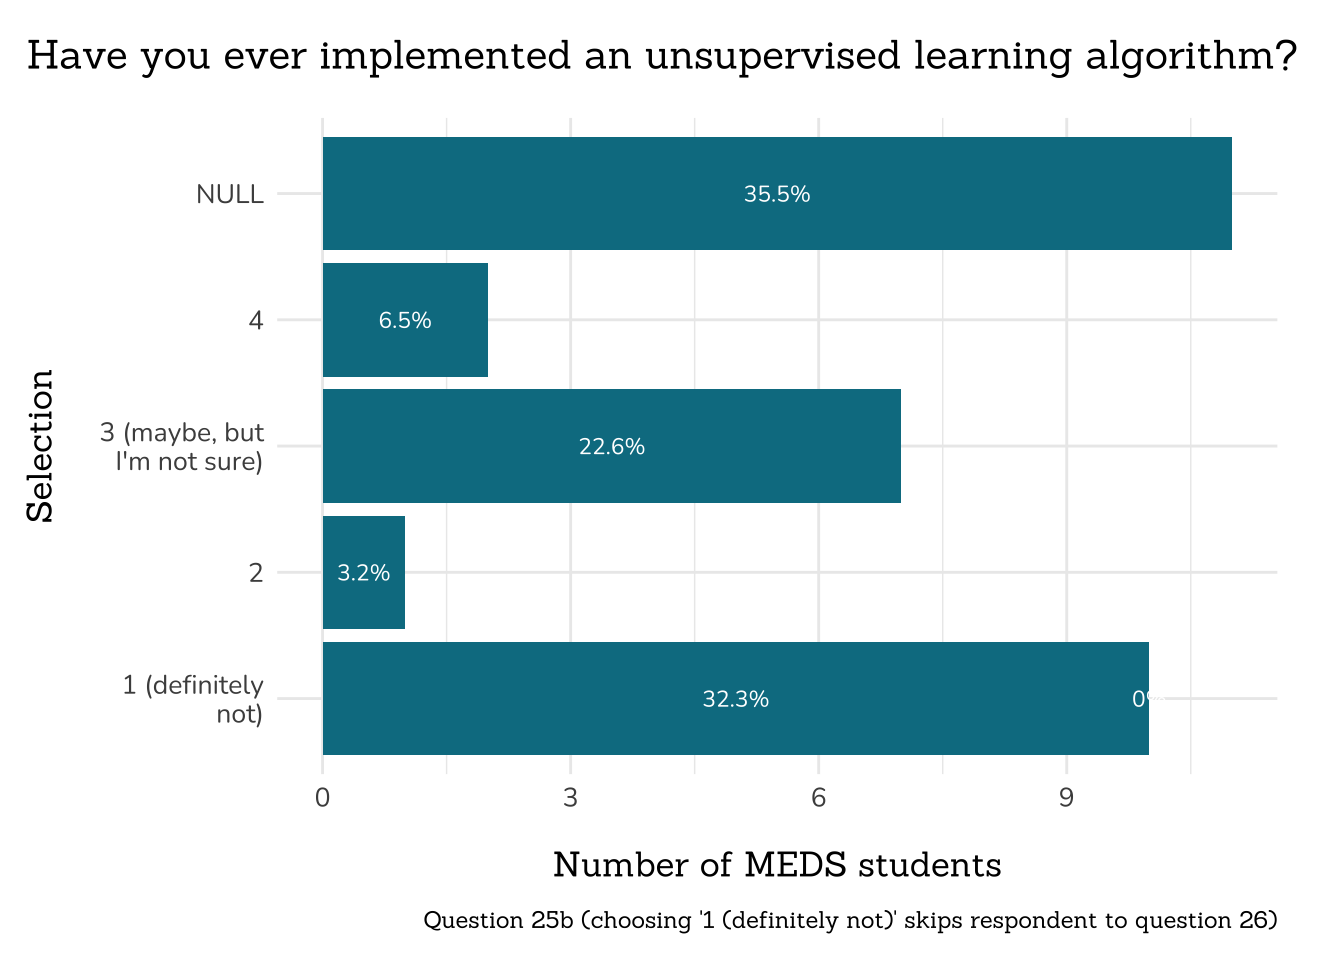 Have you ever implemented an unsupervised learning algorithm?
NULL
35.5%
4
6.5%
3 (maybe, but
I'm not sure)
22.6%
2
3.2%
1 (definitely
not)
32.3%
0%
0 3 6 9
Selection
Number of MEDS students
Question 25b (choosing '1 (definitely not)' skips respondent to question 26)